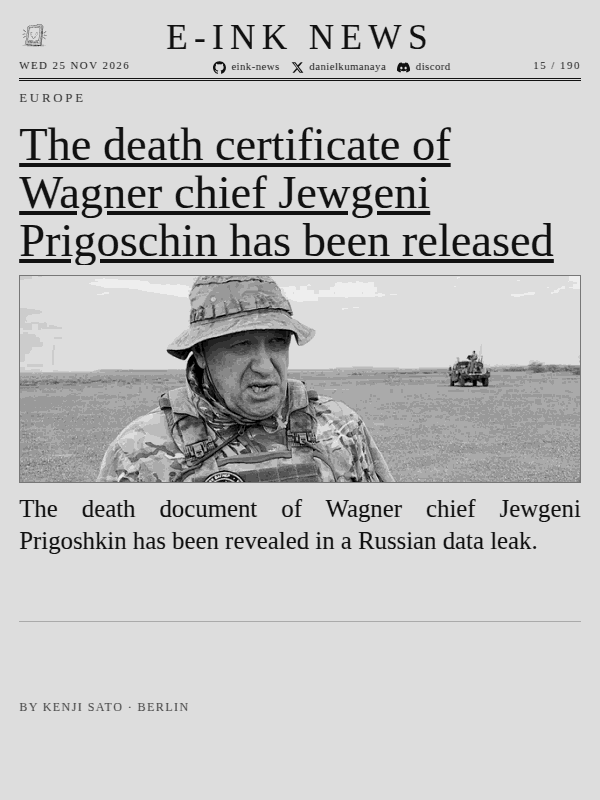 E-INK NEWS
WED 25 NOV 2026
eink-news danielkumanaya discord
15 / 190
EUROPE
The death certificate of
Wagner chief Jewgeni
Prigoschin has been released
The death document of Wagner chief Jewgeni
Prigoshkin has been revealed in a Russian data leak.
BY KENJI SATO · BERLIN